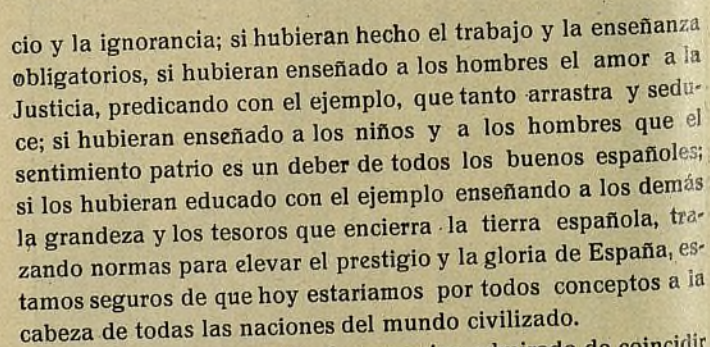 cio y la ignorancia; si hubieran hecho el trabajo y la enseñanza
obligatorios, si hubieran enseñado a los hombres el amor a la
Justicia, predicando con el ejemplo, que tanto arrastra y sedu-
ce; si hubieran enseñado a los niños y a los hombres que el
sentimiento patrio es un deber de todos los buenos españoles;
si los hubieran educado con el ejemplo enseñando a los demás
la grandeza y los tesoros que encierra la tierra española, tra-
zando normas para elevar el prestigio y la gloria de España, es-
tamos seguros de que hoy estariamos por todos conceptos a la
cabeza de todas las naciones del mundo civilizado.
de coincidir